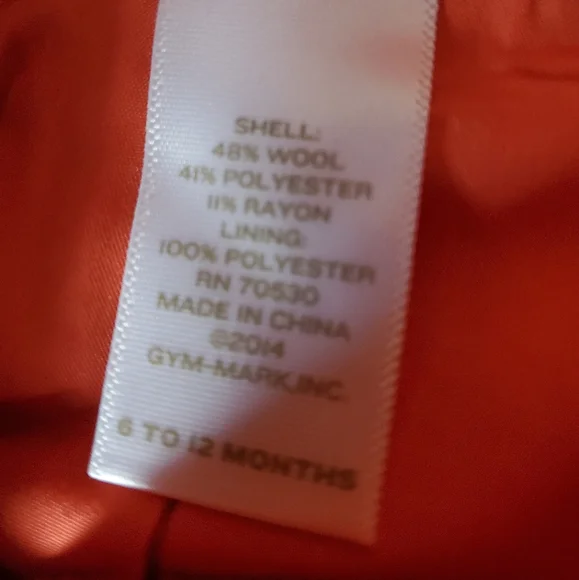 SHELL:
48% WOOL
41% POLYESTER
11% RAYON
LINING:
100% POLYESTER
RN 70530
MADE IN CHINA
©2014
GYM-MARK,INC.
6 TO 12 MONTHS